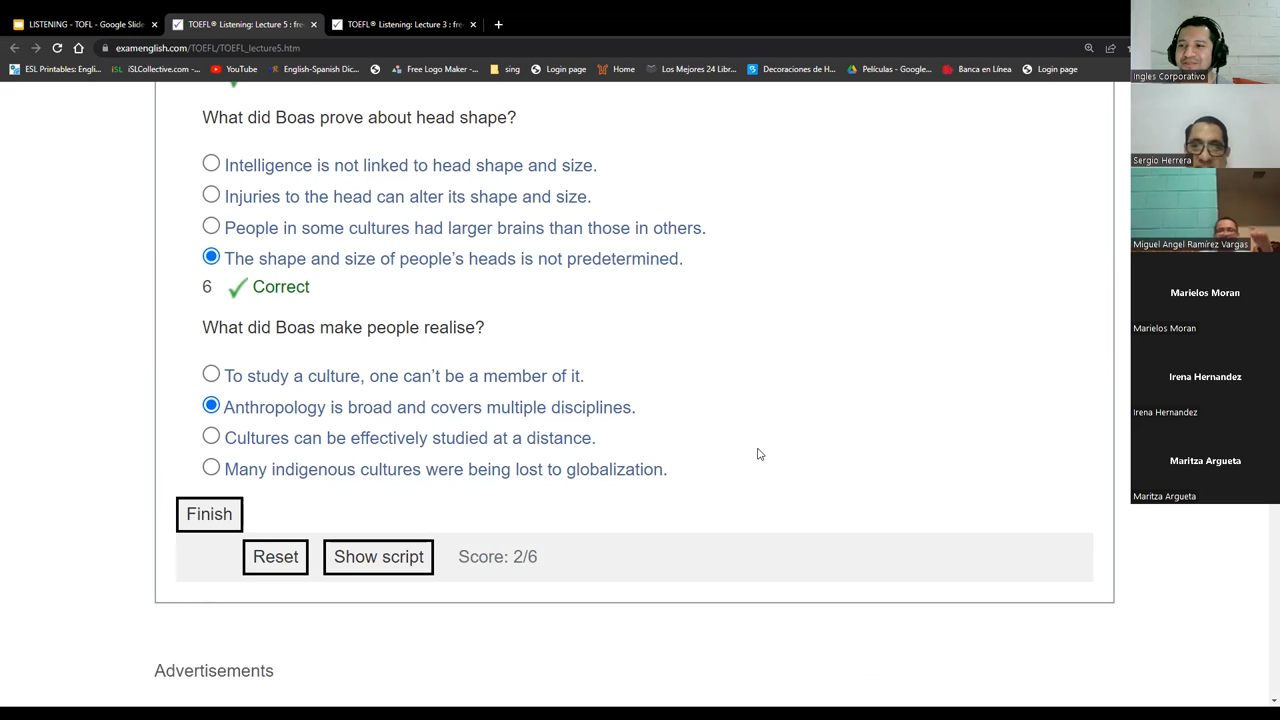 LISTENING - TOFL - Google Slide
TOEFL® Listening: Lecture 5 : fre
TOEFL® Listening: Lecture 3 : fre
examenglish.com/TOEFL/TOEFL_lecture5.htm
ESL Printables: Engli...
iSLCollective.com -...
YouTube
English-Spanish Dic...
Free Logo Maker -...
sing
Login page
Home
Los Mejores 24 Libr...
Decoraciones de H...
Películas - Google...
Banca en Línea
Login page
What did Boas prove about head shape?
Intelligence is not linked to head shape and size.
Injuries to the head can alter its shape and size.
People in some cultures had larger brains than those in others.
The shape and size of people's heads is not predetermined.
6 Correct
What did Boas make people realise?
To study a culture, one can't be a member of it.
Anthropology is broad and covers multiple disciplines.
Cultures can be effectively studied at a distance.
Many indigenous cultures were being lost to globalization.
Finish
Reset
Show script
Score: 2/6
Advertisements
Ingles Corporativo
Sergio Herrera
Miguel Angel Ramírez Vargas
Marielos Moran
Marielos Moran
Irena Hernandez
Irena Hernandez
Maritza Argueta
Maritza Argueta